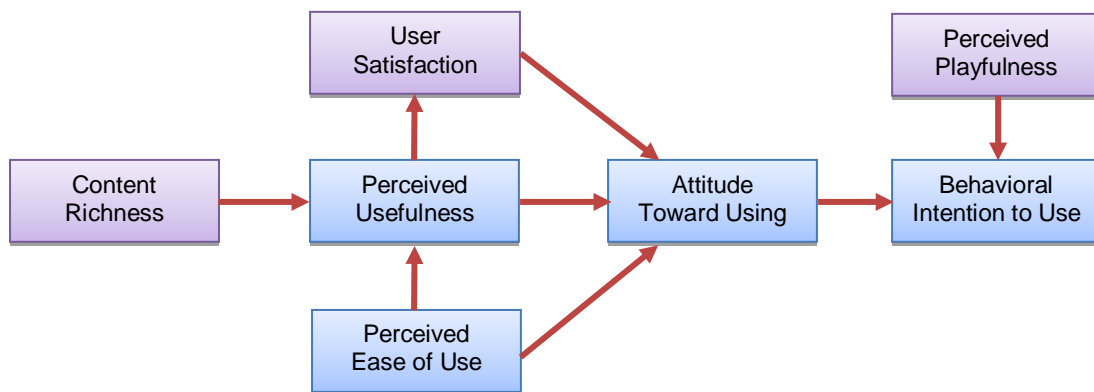 User
Satisfaction
Perceived
Playfulness
Content
Richness
Perceived
Usefulness
Attitude
Toward Using
Behavioral
Intention to Use
Perceived
Ease of Use